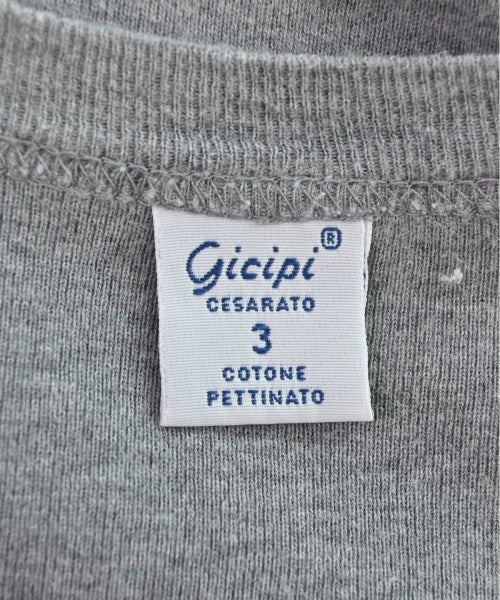 Gicipi®
CESARATO
3
COTONE
PETTINATO